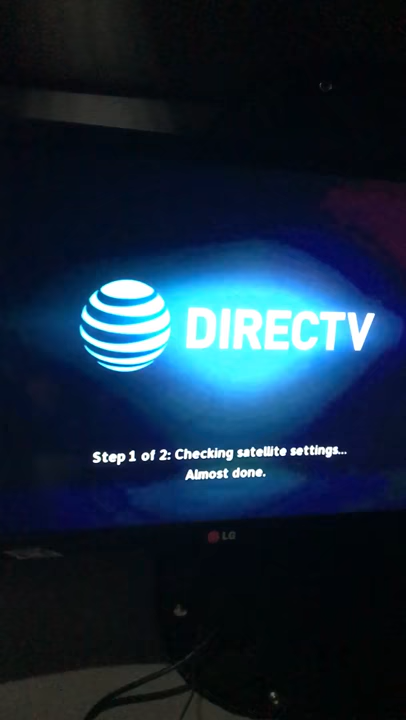 DIRECTV
Step 1 of 2: Checking satellite settings...
Almost done.
LG